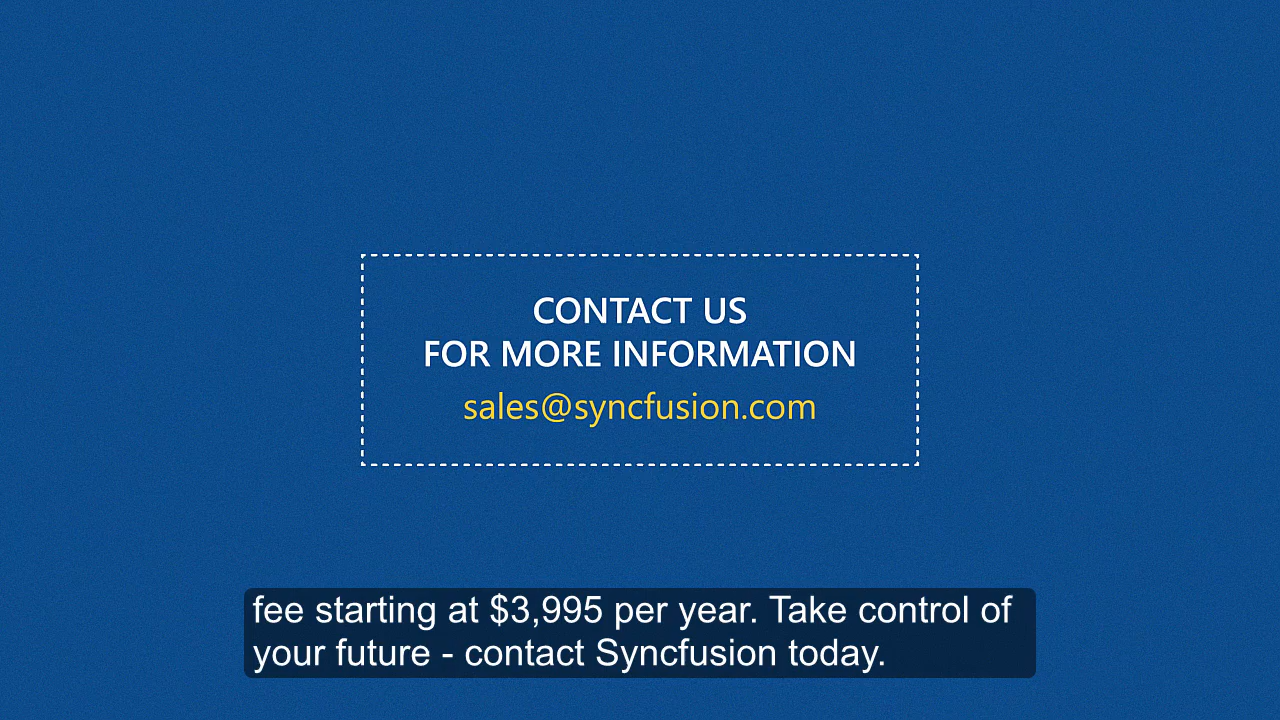 CONTACT US
FOR MORE INFORMATION
sales@syncfusion.com
fee starting at $3,995 per year. Take control of
your future - contact Syncfusion today.